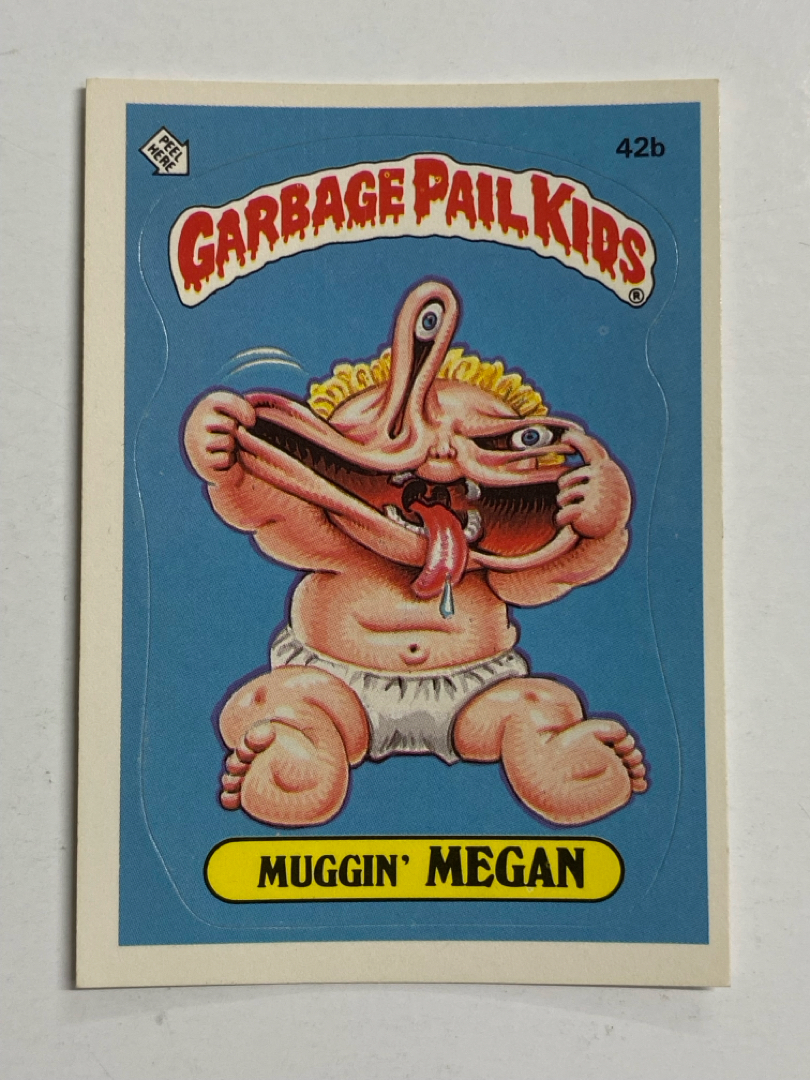 PEEL
HERE
42b
GARBAGE PAIL KIDS
®
MUGGIN' MEGAN